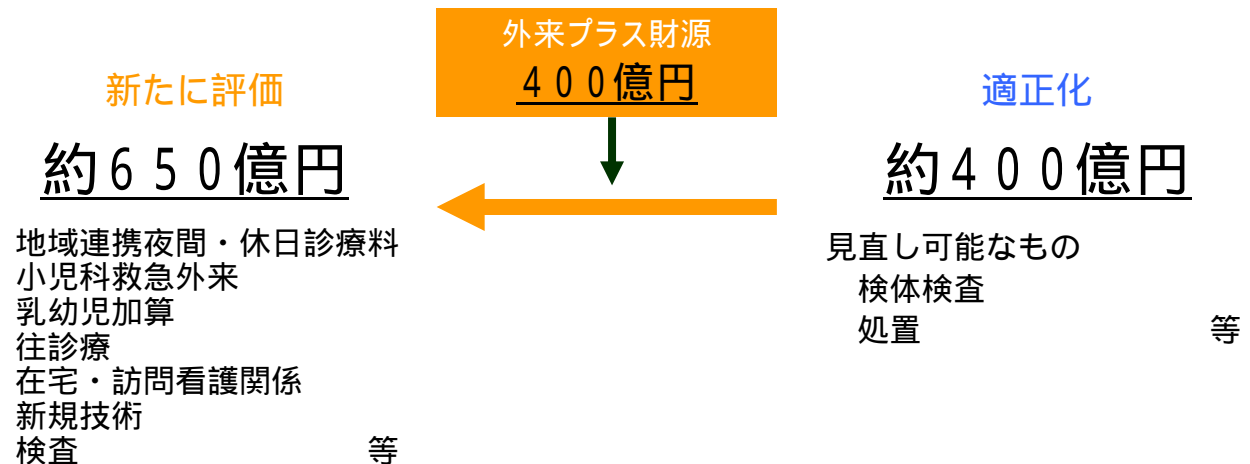 外来プラス財源
400億円
新たに評価
約650億円
地域連携夜間・休日診療料
小児科救急外来
乳幼児加算
往診療
在宅・訪問看護関係
新規技術
検査 等
適正化
約400億円
見直し可能なもの
検体検査
処置 等